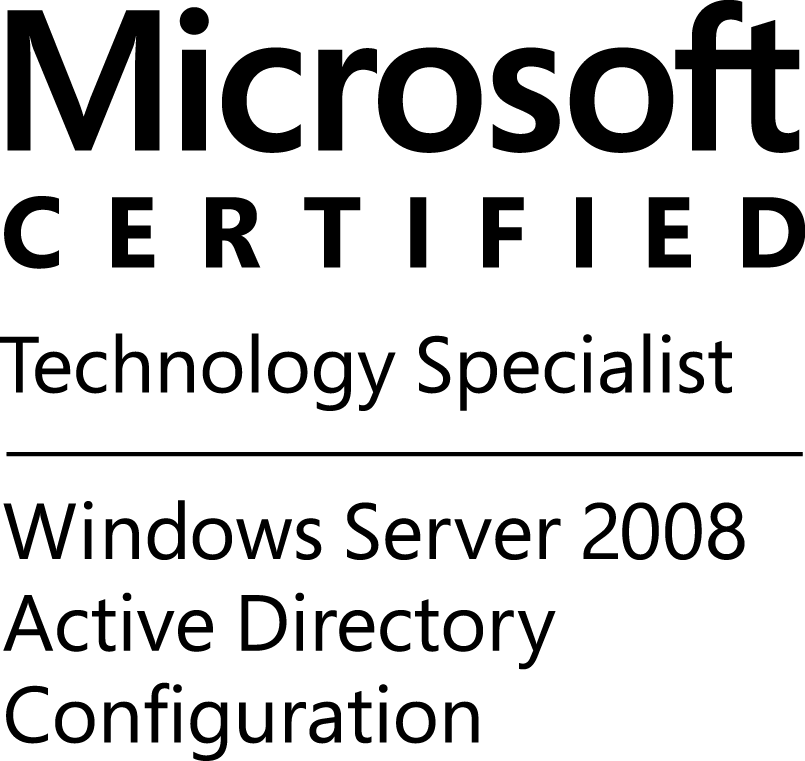 Microsoft
CERTIFIED
Technology Specialist
Windows Server 2008
Active Directory
Configuration